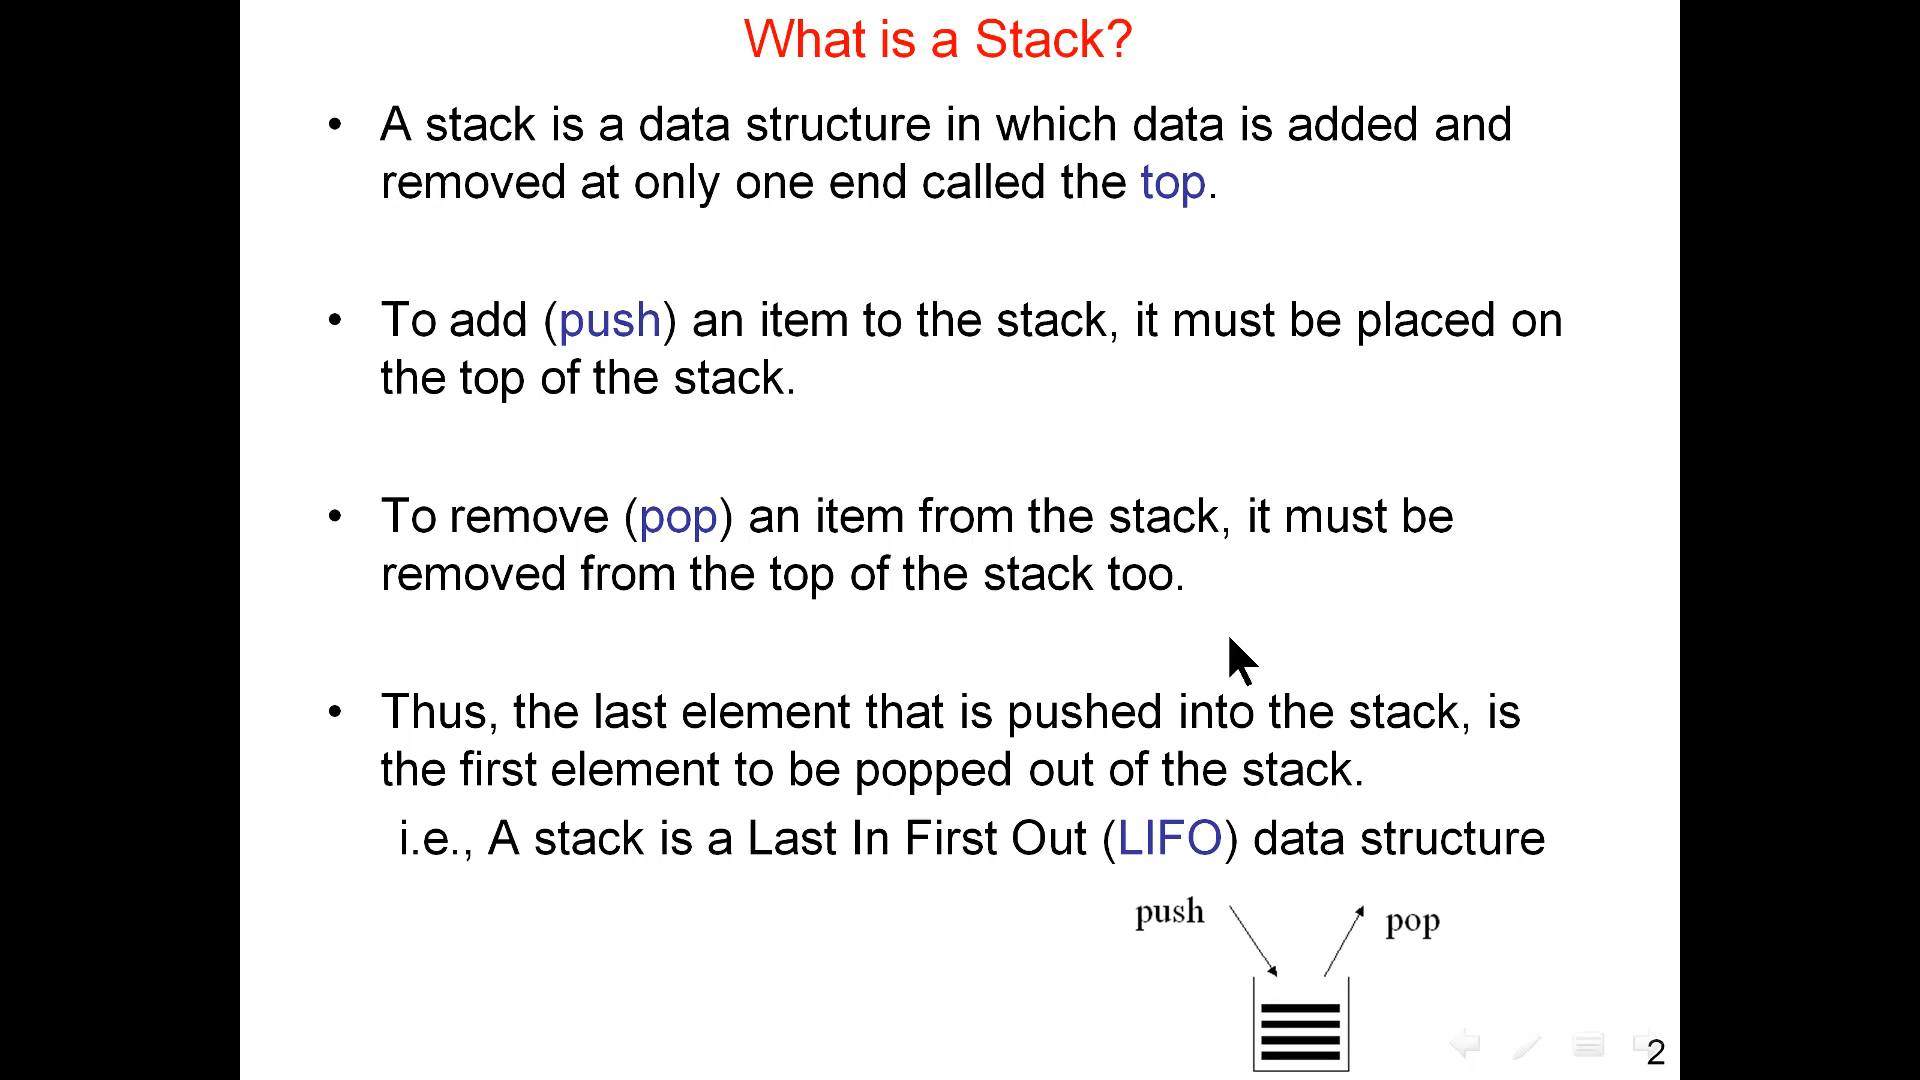 What is a Stack?
• A stack is a data structure in which data is added and
removed at only one end called the top.
• To add (push) an item to the stack, it must be placed on
the top of the stack.
• To remove (pop) an item from the stack, it must be
removed from the top of the stack too.
• Thus, the last element that is pushed into the stack, is
the first element to be popped out of the stack.
i.e., A stack is a Last In First Out (LIFO) data structure
push
pop
2